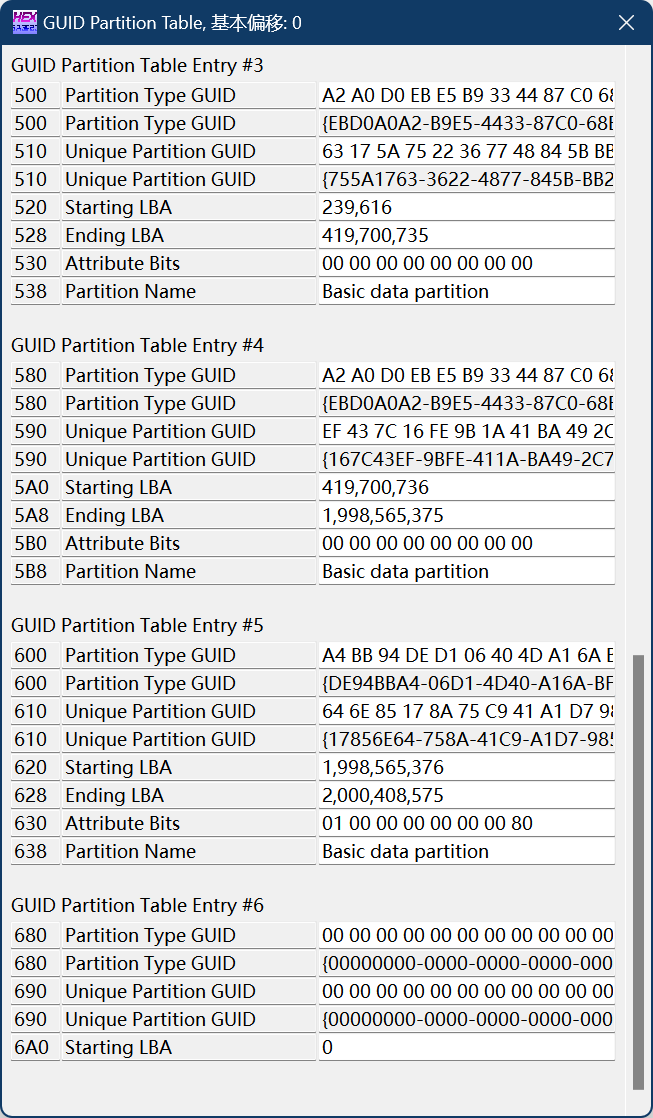 GUID Partition Table, 基本偏移: 0
GUID Partition Table Entry #3
500 Partition Type GUID A2 A0 D0 EB E5 B9 33 44 87 C0 68
500 Partition Type GUID {EBD0A0A2-B9E5-4433-87C0-68
510 Unique Partition GUID 63 17 5A 75 22 36 77 48 84 5B BB
510 Unique Partition GUID {755A1763-3622-4877-845B-BB2
520 Starting LBA 239,616
528 Ending LBA 419,700,735
530 Attribute Bits 00 00 00 00 00 00 00 00
538 Partition Name Basic data partition
GUID Partition Table Entry #4
580 Partition Type GUID A2 A0 D0 EB E5 B9 33 44 87 C0 68
580 Partition Type GUID {EBD0A0A2-B9E5-4433-87C0-68
590 Unique Partition GUID EF 43 7C 16 FE 9B 1A 41 BA 49 2C
590 Unique Partition GUID {167C43EF-9BFE-411A-BA49-2C7
5A0 Starting LBA 419,700,736
5A8 Ending LBA 1,998,565,375
5B0 Attribute Bits 00 00 00 00 00 00 00 00
5B8 Partition Name Basic data partition
GUID Partition Table Entry #5
600 Partition Type GUID A4 BB 94 DE D1 06 40 4D A1 6A
600 Partition Type GUID {DE94BBA4-06D1-4D40-A16A-BF
610 Unique Partition GUID 64 6E 85 17 8A 75 C9 41 A1 D7 98
610 Unique Partition GUID {17856E64-758A-41C9-A1D7-985
620 Starting LBA 1,998,565,376
628 Ending LBA 2,000,408,575
630 Attribute Bits 01 00 00 00 00 00 00 80
638 Partition Name Basic data partition
GUID Partition Table Entry #6
680 Partition Type GUID 00 00 00 00 00 00 00 00 00 00 00
680 Partition Type GUID {00000000-0000-0000-0000-000
690 Unique Partition GUID 00 00 00 00 00 00 00 00 00 00 00
690 Unique Partition GUID {00000000-0000-0000-0000-000
6A0 Starting LBA 0